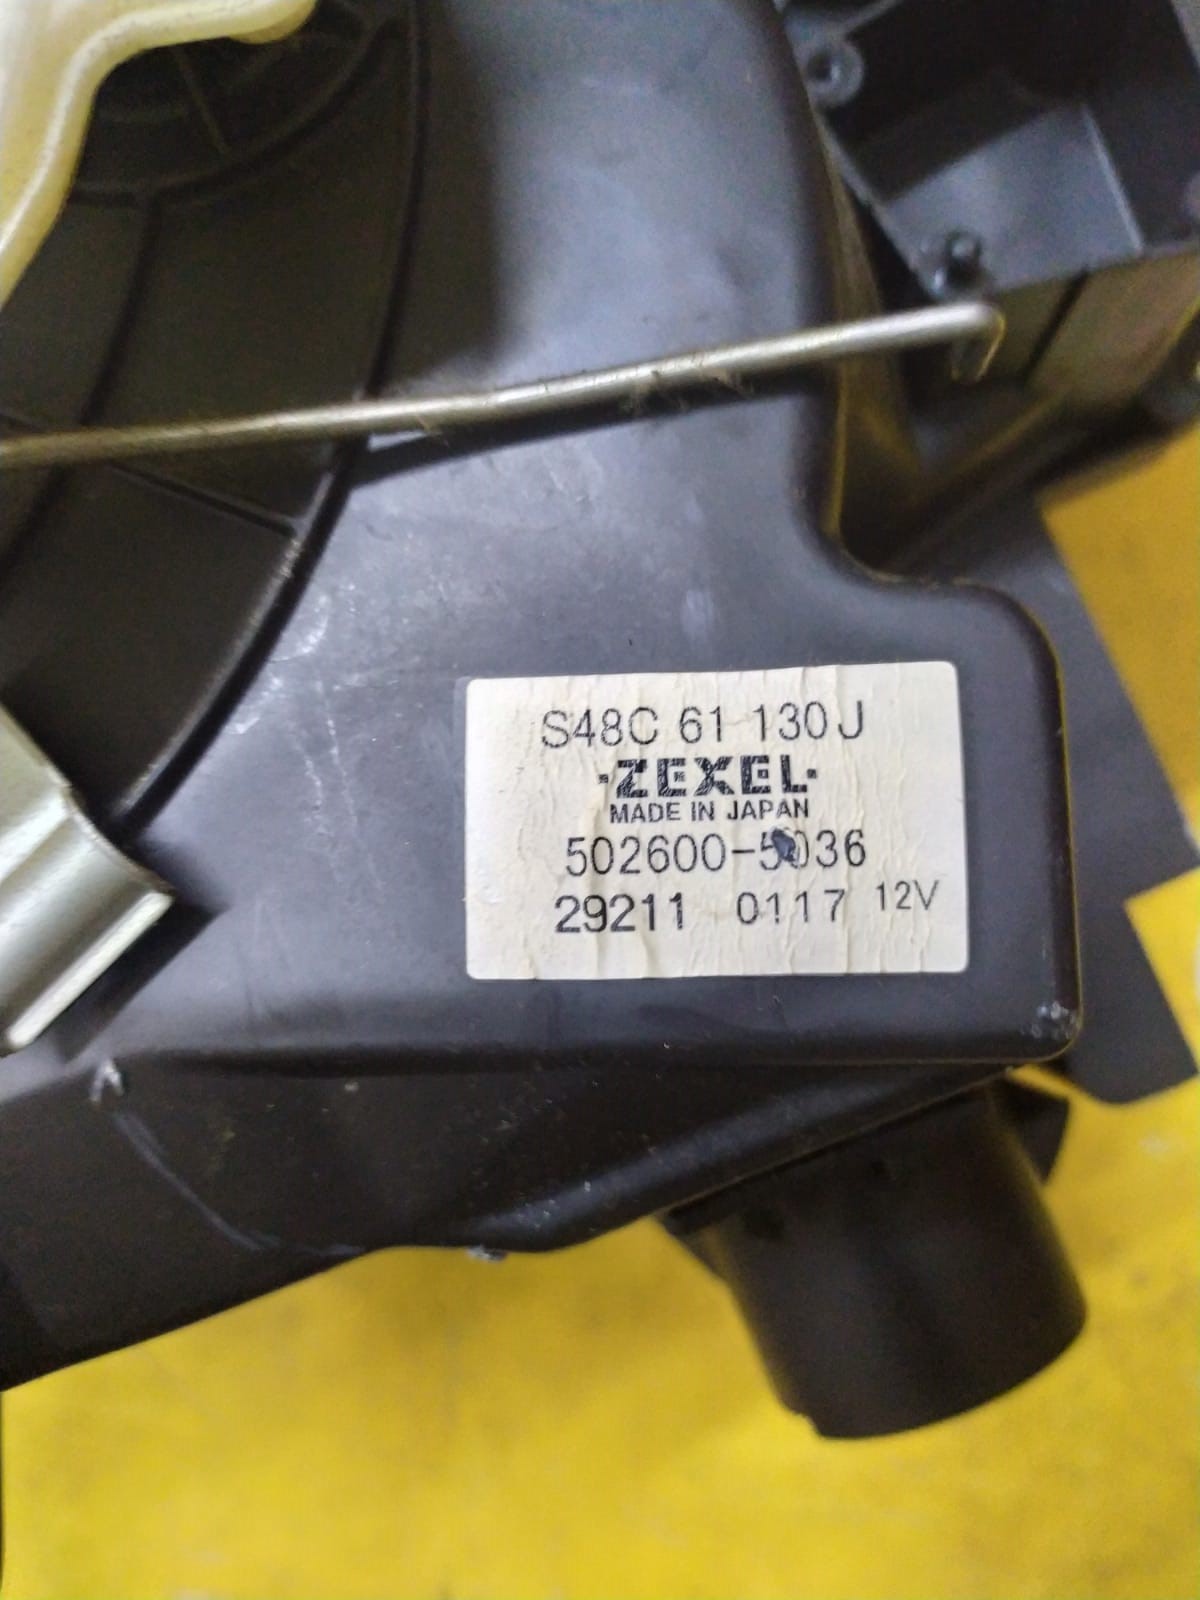 S48C 61 130J
·ZEXEL·
MADE IN JAPAN
502600-5036
29211 0117 12V